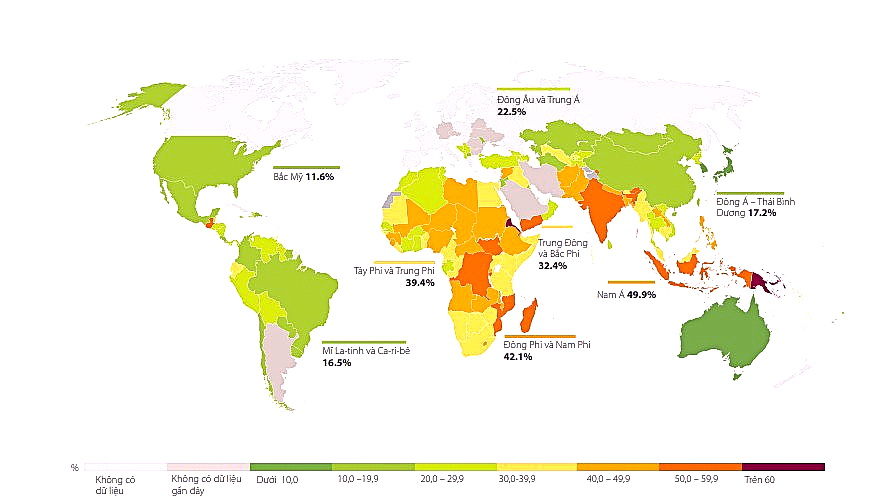 Đông Âu và Trung Á
22.5%
Bắc Mỹ 11.6%
Đông Á – Thái Bình
Dương 17.2%
Trung Đông
và Bắc Phi
32.4%
Tây Phi và Trung Phi
39.4%
Nam Á 49.9%
Mĩ La-tinh và Ca-ri-bê
16.5%
Đông Phi và Nam Phi
42.1%
%
Không có
dữ liệu
Không có dữ liệu
gần đây
Dưới 10,0
10,0 –19,9
20,0 – 29,9
30,0-39,9
40,0 – 49,9
50,0 – 59,9
Trên 60